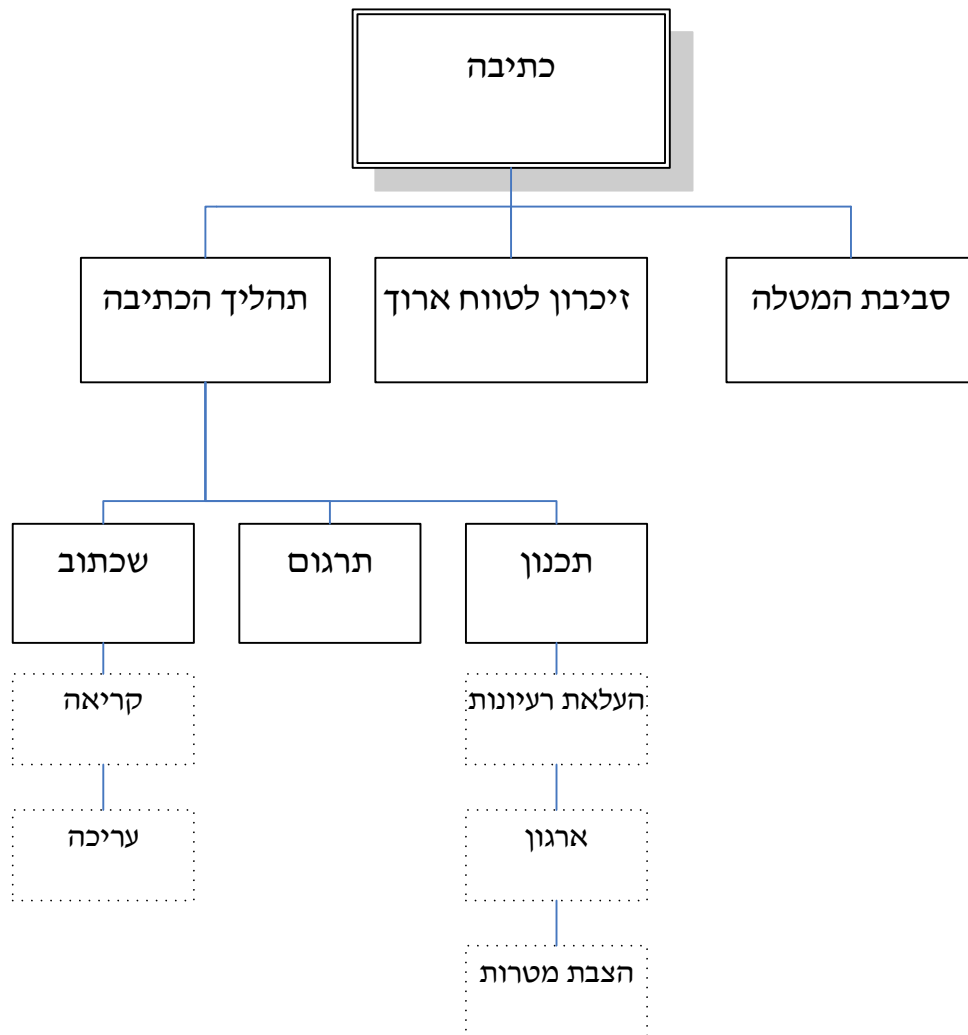 כתיבה
סביבת המטלה
זיכרון לטווח ארוך
תהליך הכתיבה
תכנון
תרגום
שכתוב
העלאת רעיונות
קריאה
ארגון
עריכה
הצבת מטרות